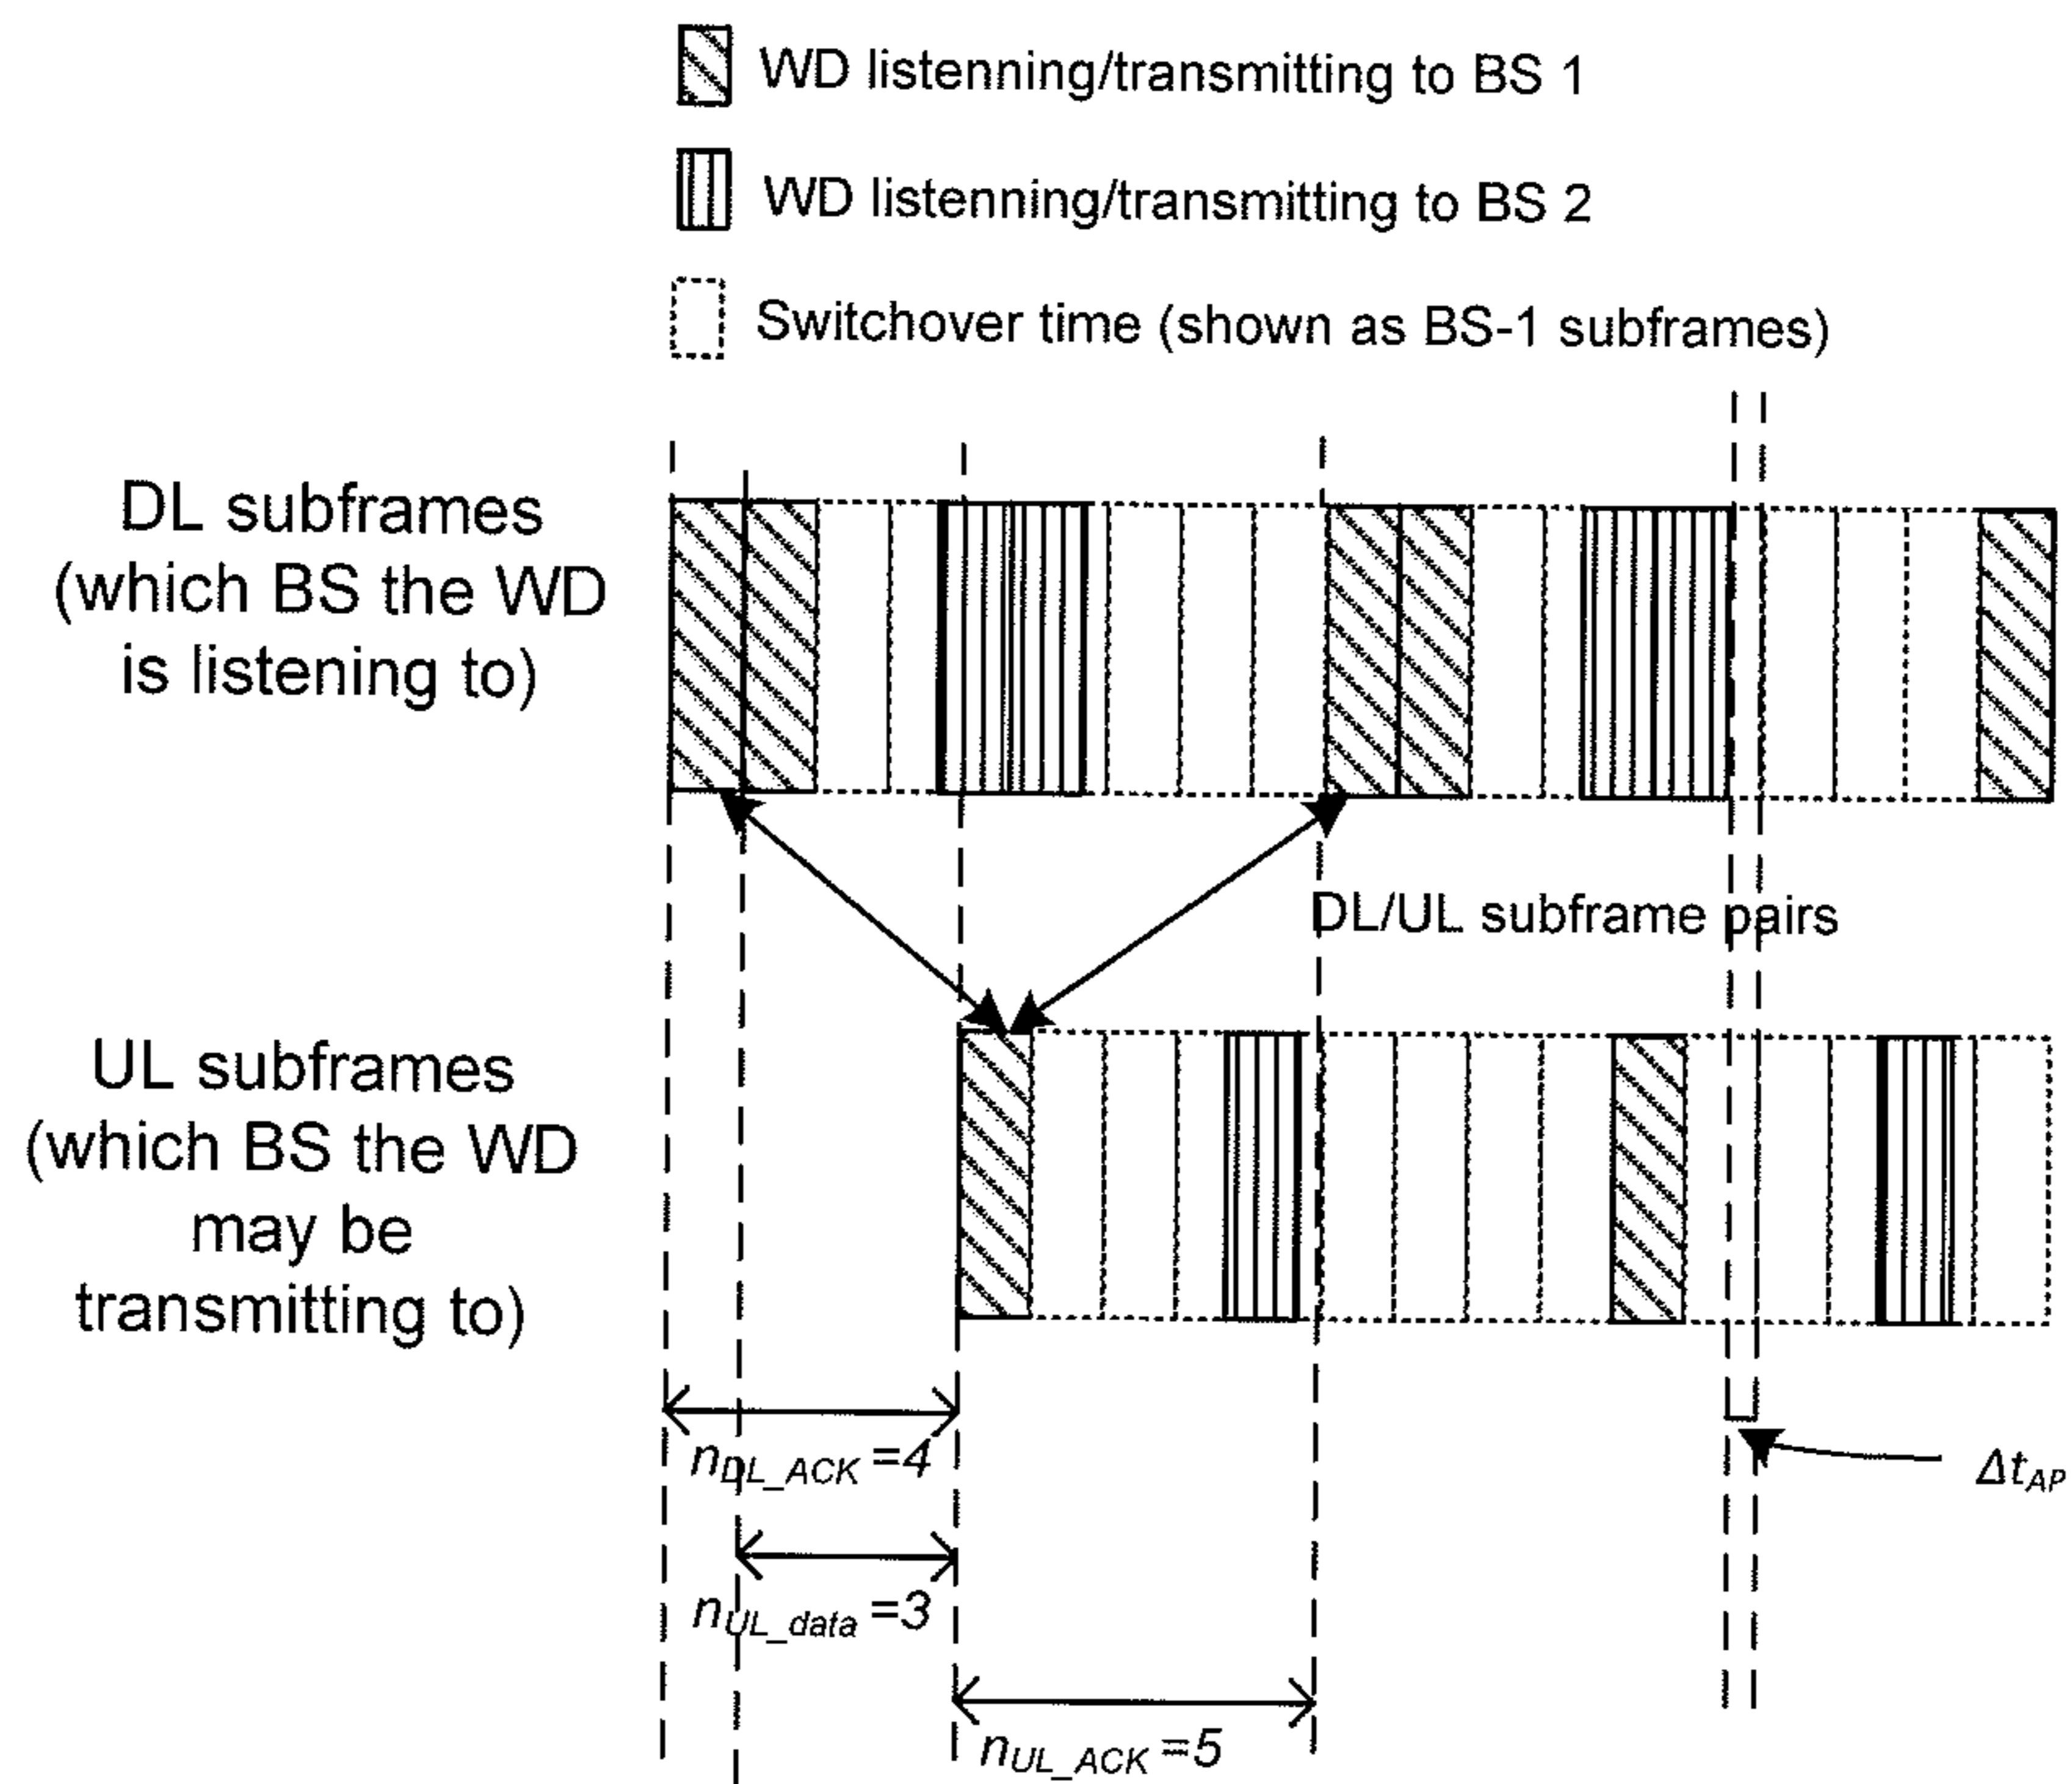 WD listenning/transmitting to BS 1
WD listenning/transmitting to BS 2
Switchover time (shown as BS-1 subframes)
DL subframes
(which BS the WD
is listening to)
DL/UL subframe pairs
UL subframes
(which BS the WD
may be
transmitting to)
n_DL_ACK =4
Δt_AP
n_UL_data =3
n_UL_ACK =5